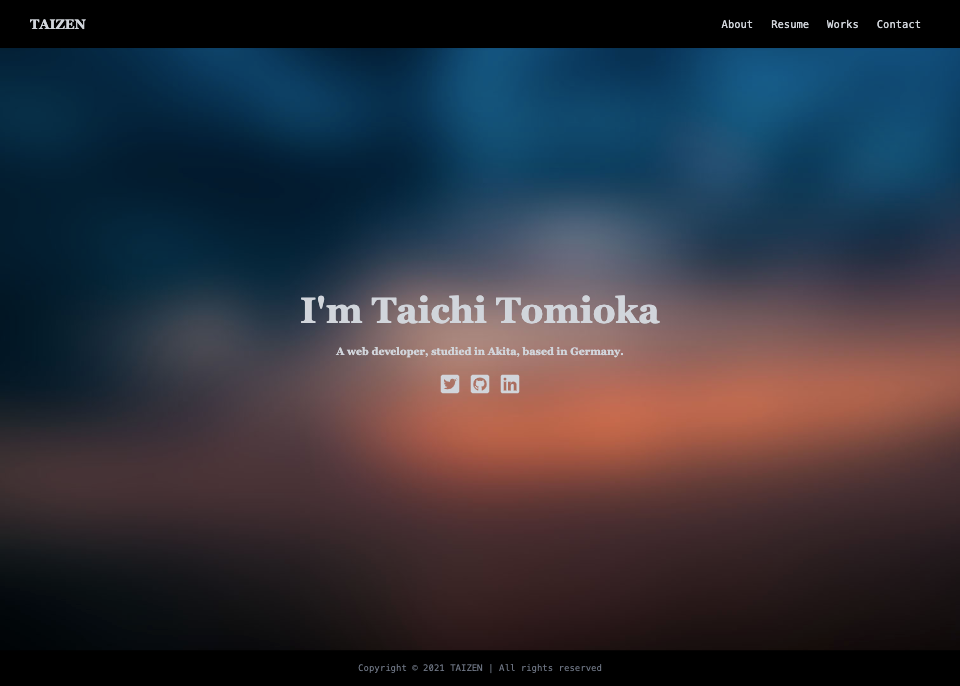 TAIZEN
About Resume Works Contact
I'm Taichi Tomioka
A web developer, studied in Akita, based in Germany.
in
Copyright © 2021 TAIZEN | All rights reserved